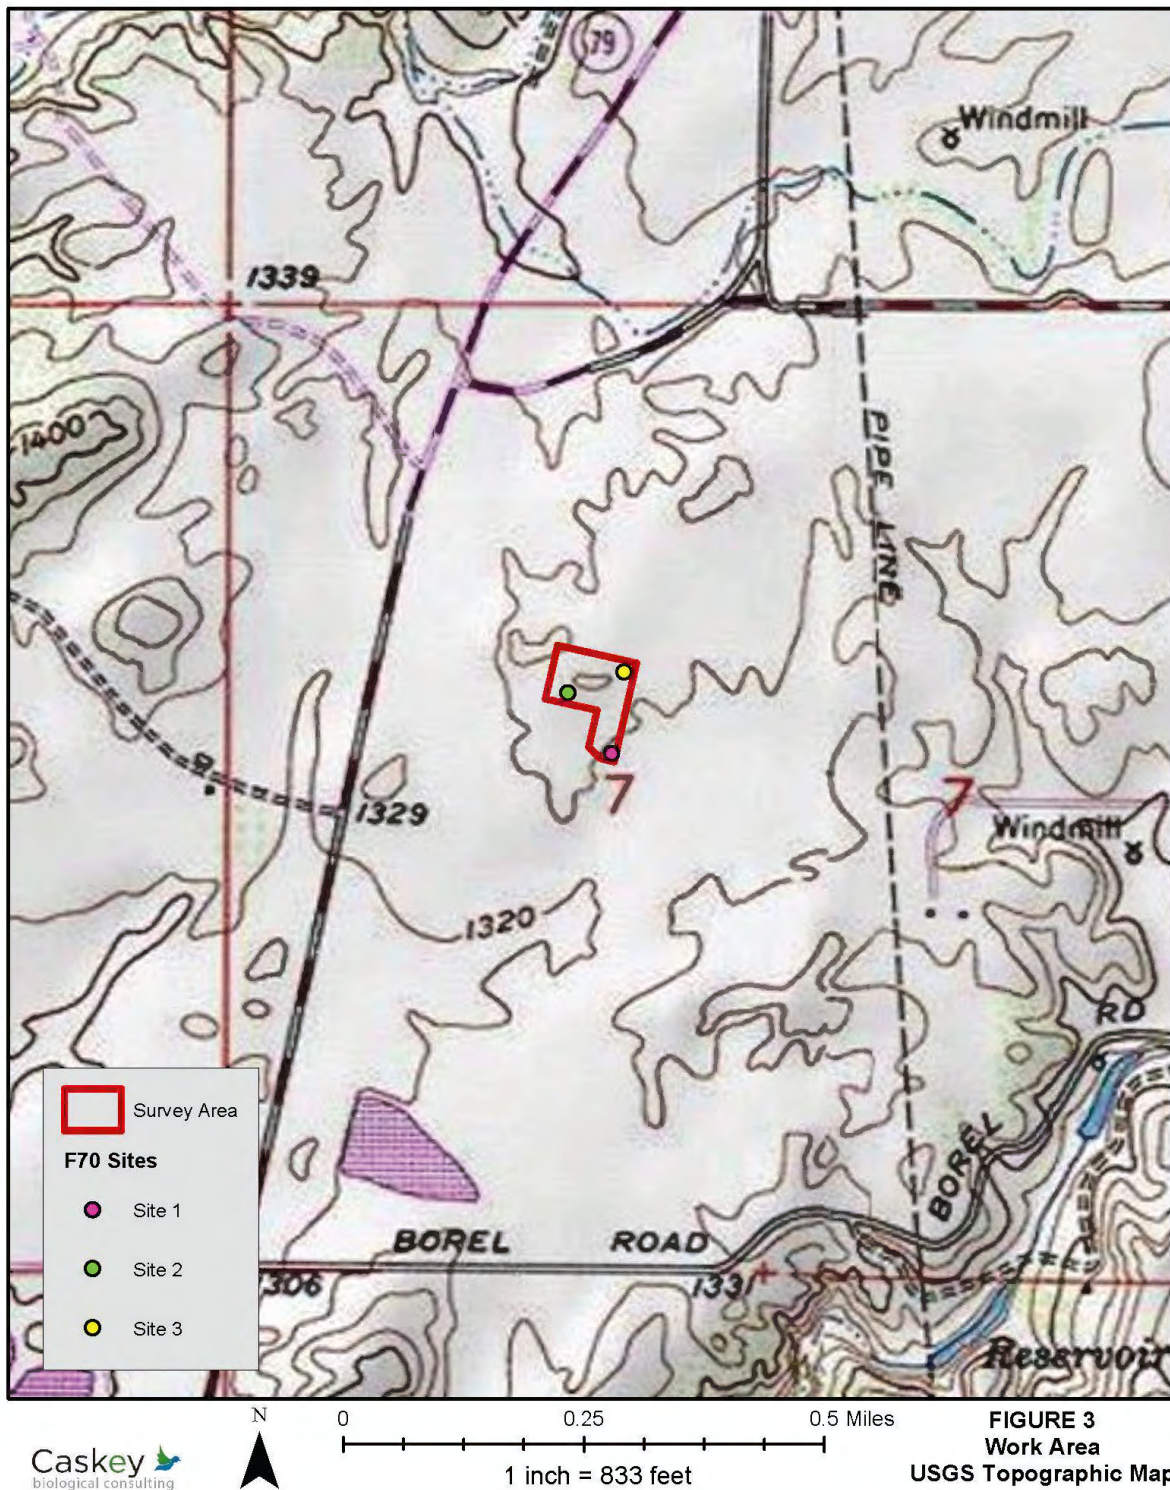 79
Windmill
1339
1400
PIPE LINE
7
7
1329
Windmill
1320
RD
BOREL
BOREL ROAD
1306
1331
Reservoir
Survey Area
F70 Sites
Site 1
Site 2
Site 3
Caskey
biological consulting
N
0 0.25 0.5 Miles
1 inch = 833 feet
FIGURE 3
Work Area
USGS Topographic Map